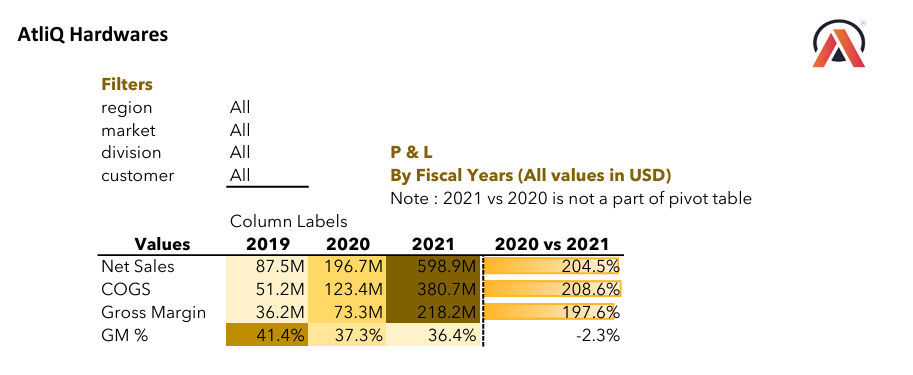 AtliQ Hardwares
Filters
region All
market All
division All
customer All
P & L
By Fiscal Years (All values in USD)
Note : 2021 vs 2020 is not a part of pivot table
Column Labels
Values 2019 2020 2021 2020 vs 2021
Net Sales 87.5M 196.7M 598.9M 204.5%
COGS 51.2M 123.4M 380.7M 208.6%
Gross Margin 36.2M 73.3M 218.2M 197.6%
GM % 41.4% 37.3% 36.4% -2.3%